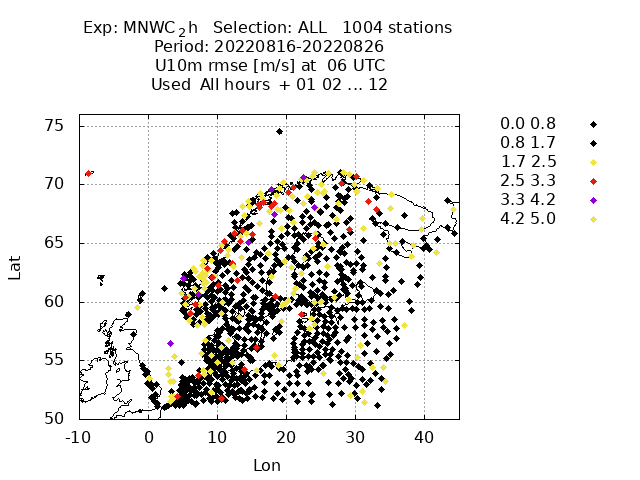 Exp: MNWC_2h   Selection: ALL   1004 stations
Period: 20220816-20220826
U10m rmse [m/s] at  06 UTC
Used  All hours  + 01 02 ... 12
0.0 0.8
0.8 1.7
1.7 2.5
2.5 3.3
3.3 4.2
4.2 5.0
75
70
65
60
55
50
Lat
-10 0 10 20 30 40
Lon